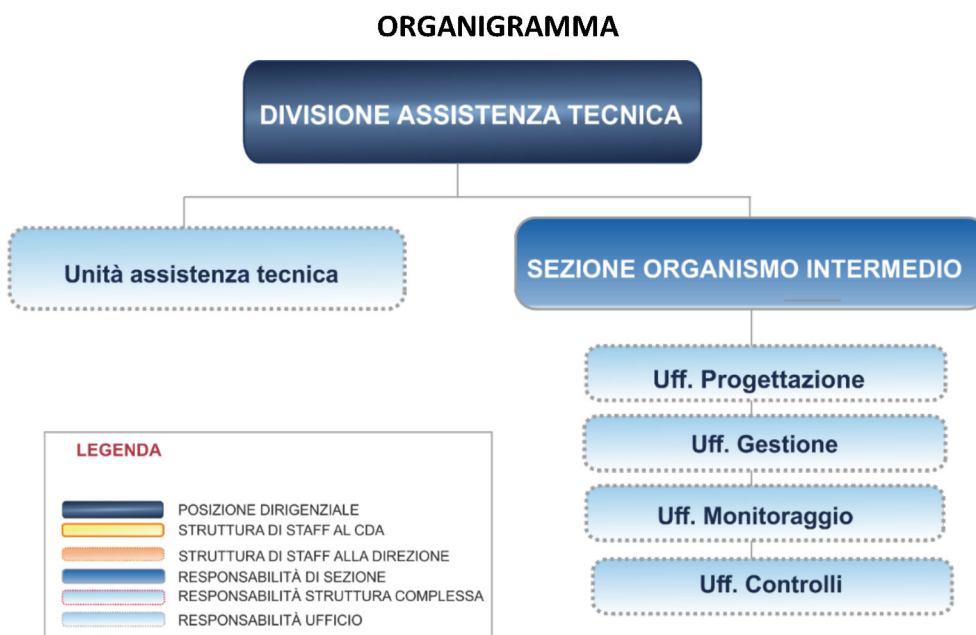 ORGANIGRAMMA
DIVISIONE ASSISTENZA TECNICA
Unità assistenza tecnica
SEZIONE ORGANISMO INTERMEDIO
Uff. Progettazione
Uff. Gestione
Uff. Monitoraggio
Uff. Controlli
LEGENDA
POSIZIONE DIRIGENZIALE
STRUTTURA DI STAFF AL CDA
STRUTTURA DI STAFF ALLA DIREZIONE
RESPONSABILITÀ DI SEZIONE
RESPONSABILITÀ STRUTTURA COMPLESSA
RESPONSABILITÀ UFFICIO